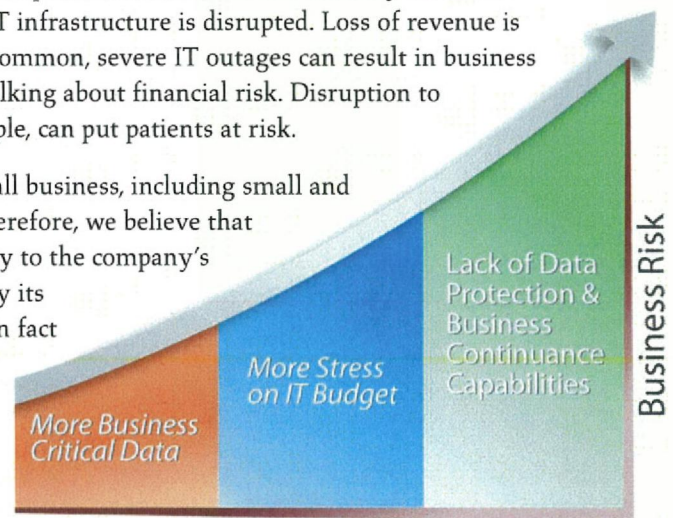 T infrastructure is disrupted. Loss of revenue is
ommon, severe IT outages can result in business
lking about financial risk. Disruption to
ple, can put patients at risk.
all business, including small and
erefore, we believe that
y to the company's
y its
n fact
More Business
Critical Data
More Stress
on IT Budget
Lack of Data
Protection &
Business
Continuance
Capabilities
Business Risk